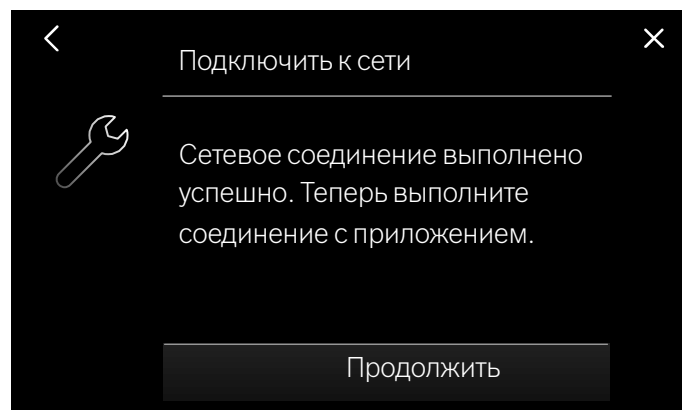 Подключить к сети
Сетевое соединение выполнено
успешно. Теперь выполните
соединение с приложением.
Продолжить